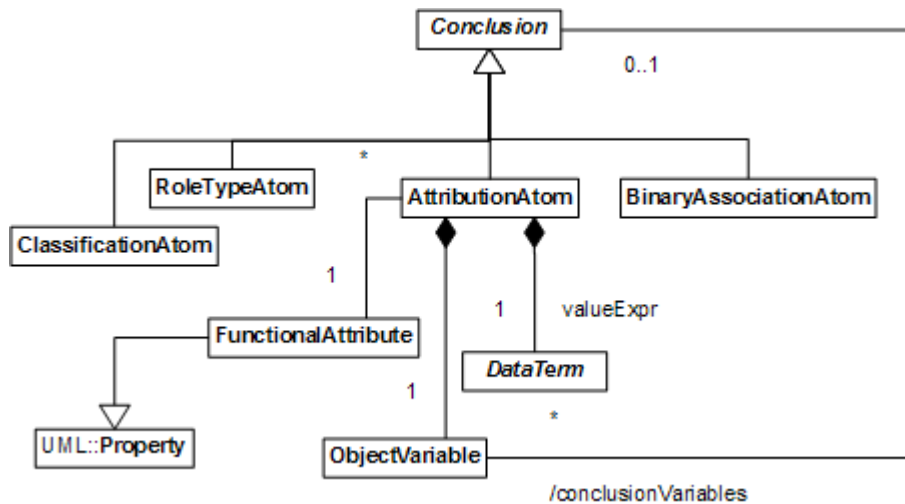 Conclusion
0..1
*
RoleTypeAtom
AttributionAtom
BinaryAssociationAtom
ClassificationAtom
1
1
valueExpr
FunctionalAttribute
DataTerm
1
*
UML::Property
ObjectVariable
/conclusionVariables